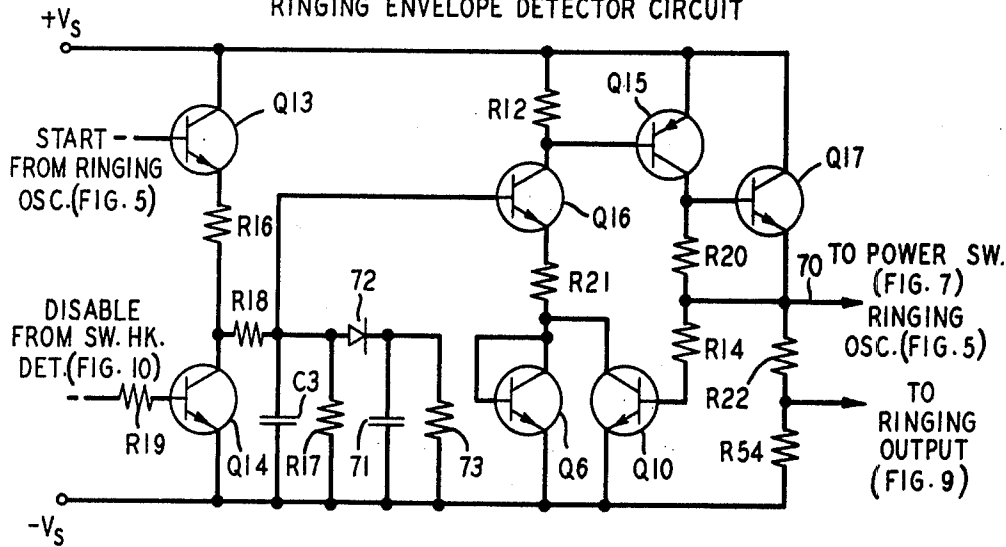 RINGING ENVELOPE DETECTOR CIRCUIT
+Vs
Q13
START
FROM RINGING
OSC.(FIG. 5)
R16
R12
Q15
Q17
Q16
R21
R20
70
TO POWER SW.
(FIG. 7)
RINGING
OSC.(FIG. 5)
DISABLE
FROM SW. HK.
DET.(FIG. 10)
R18
72
R14
R22
TO
RINGING
OUTPUT
(FIG. 9)
R19
Q14
C3
R17
71
73
Q6
Q10
R54
-Vs